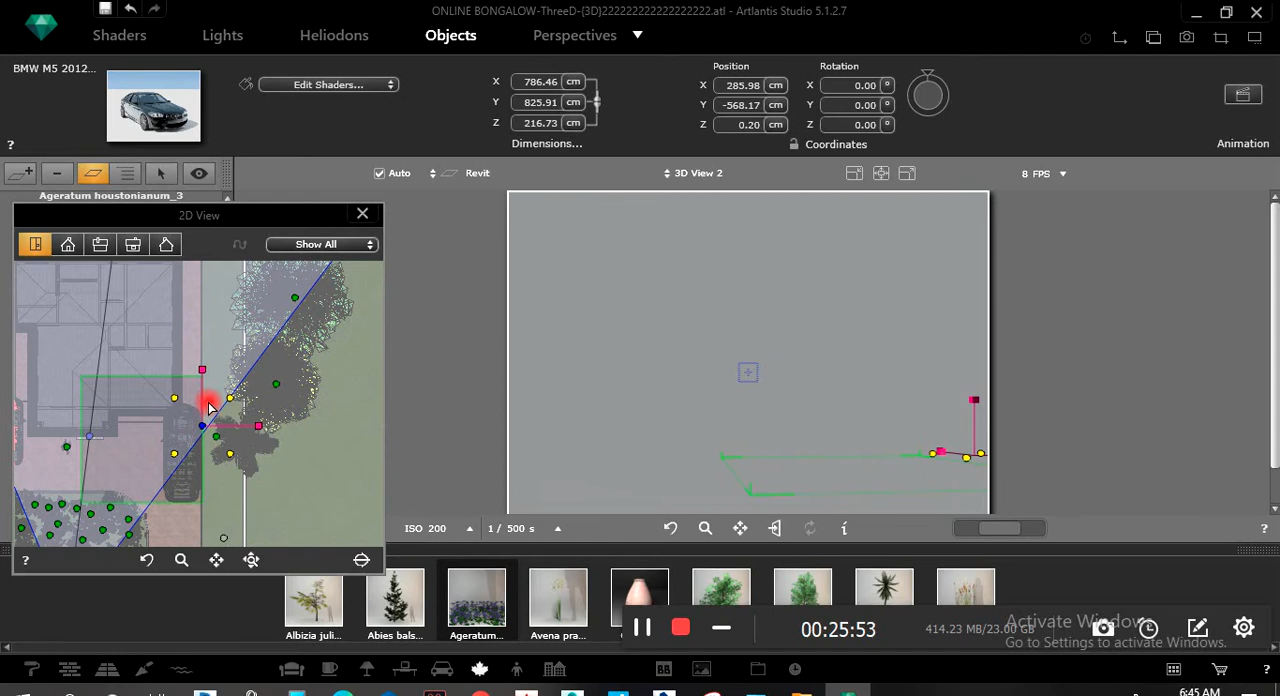 ONLINE BONGALOW-ThreeD-{3D}222222222222222222.atl - Artlantis Studio 5.1.2.7
Shaders Lights Heliodons Objects Perspectives
BMW M5 2012...
Edit Shaders...
X 786.46 cm
Y 825.91 cm
Z 216.73 cm
Dimensions...
Position
X 285.98 cm
Y -568.17 cm
Z 0.20 cm
Rotation
X 0.00 °
Y 0.00 °
Z 0.00 °
Coordinates
Animation
?
Auto Revit 3D View 2 8 FPS
Ageratum houstonianum_3
2D View
Show All
?
ISO 200 1 / 500 s i ?
Albizia juli... Abies bals... Ageratum... Avena pra...
00:25:53 414.23 MB/23.00 GB
Activate Windows
Go to Settings to activate Windows.
BB ?
6:45 AM